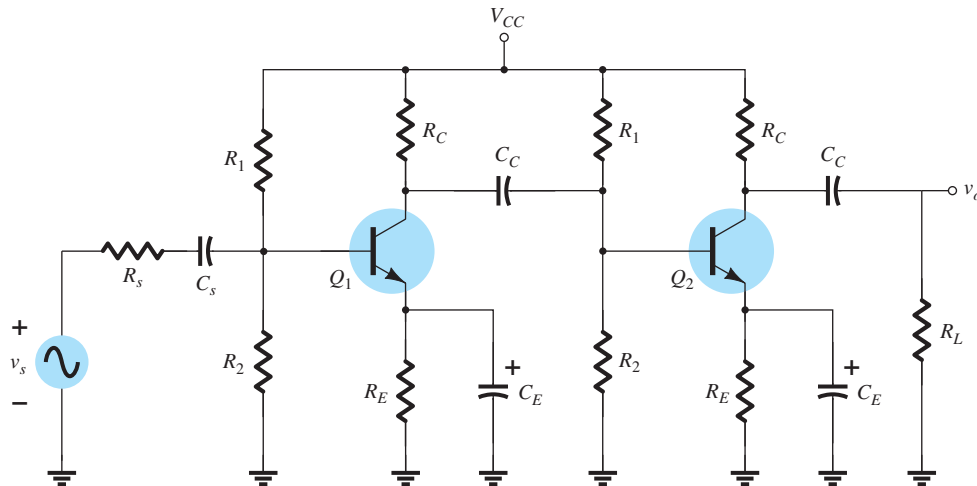 V_CC
R_C
R_1
R_C
R_1
C_C
C_C
v_o
R_s
C_s
Q_1
Q_2
+
v_s
−
R_2
R_E
+
C_E
R_2
R_E
+
C_E
R_L